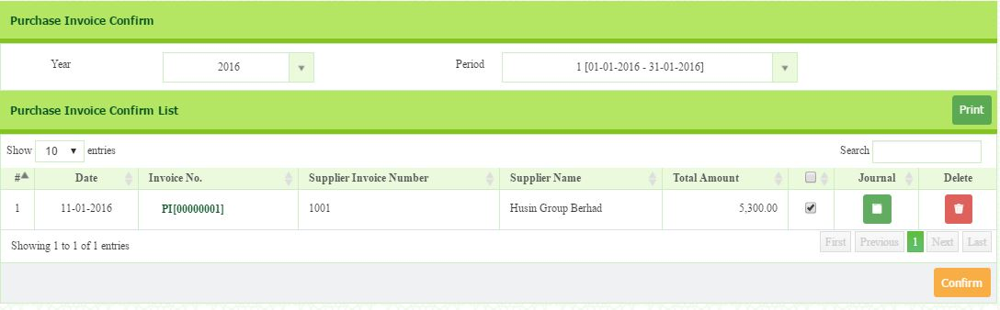 Purchase Invoice Confirm
Year 2016 Period 1 [01-01-2016 - 31-01-2016]
Purchase Invoice Confirm List Print
Show 10 entries Search
# Date Invoice No. Supplier Invoice Number Supplier Name Total Amount Journal Delete
1 11-01-2016 PI[00000001] 1001 Husin Group Berhad 5,300.00
Showing 1 to 1 of 1 entries First Previous 1 Next Last
Confirm